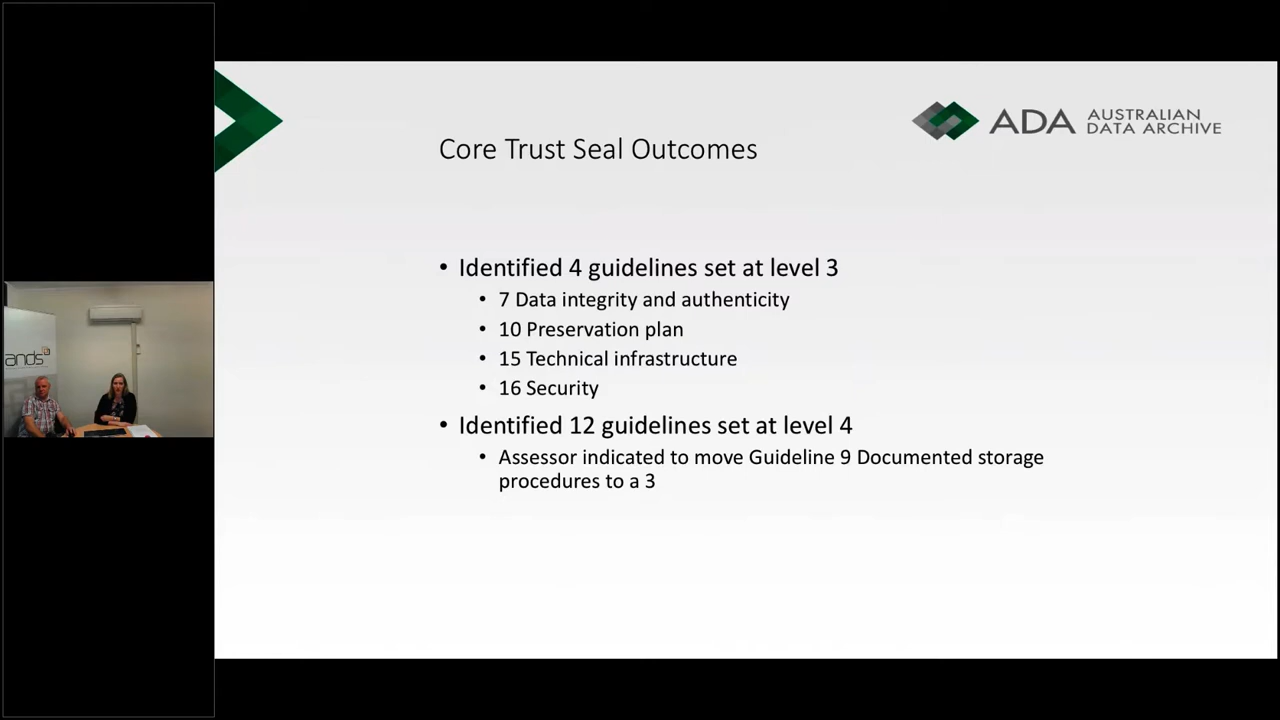 ADA AUSTRALIAN
DATA ARCHIVE
Core Trust Seal Outcomes
• Identified 4 guidelines set at level 3
• 7 Data integrity and authenticity
• 10 Preservation plan
• 15 Technical infrastructure
• 16 Security
• Identified 12 guidelines set at level 4
• Assessor indicated to move Guideline 9 Documented storage
procedures to a 3
ands